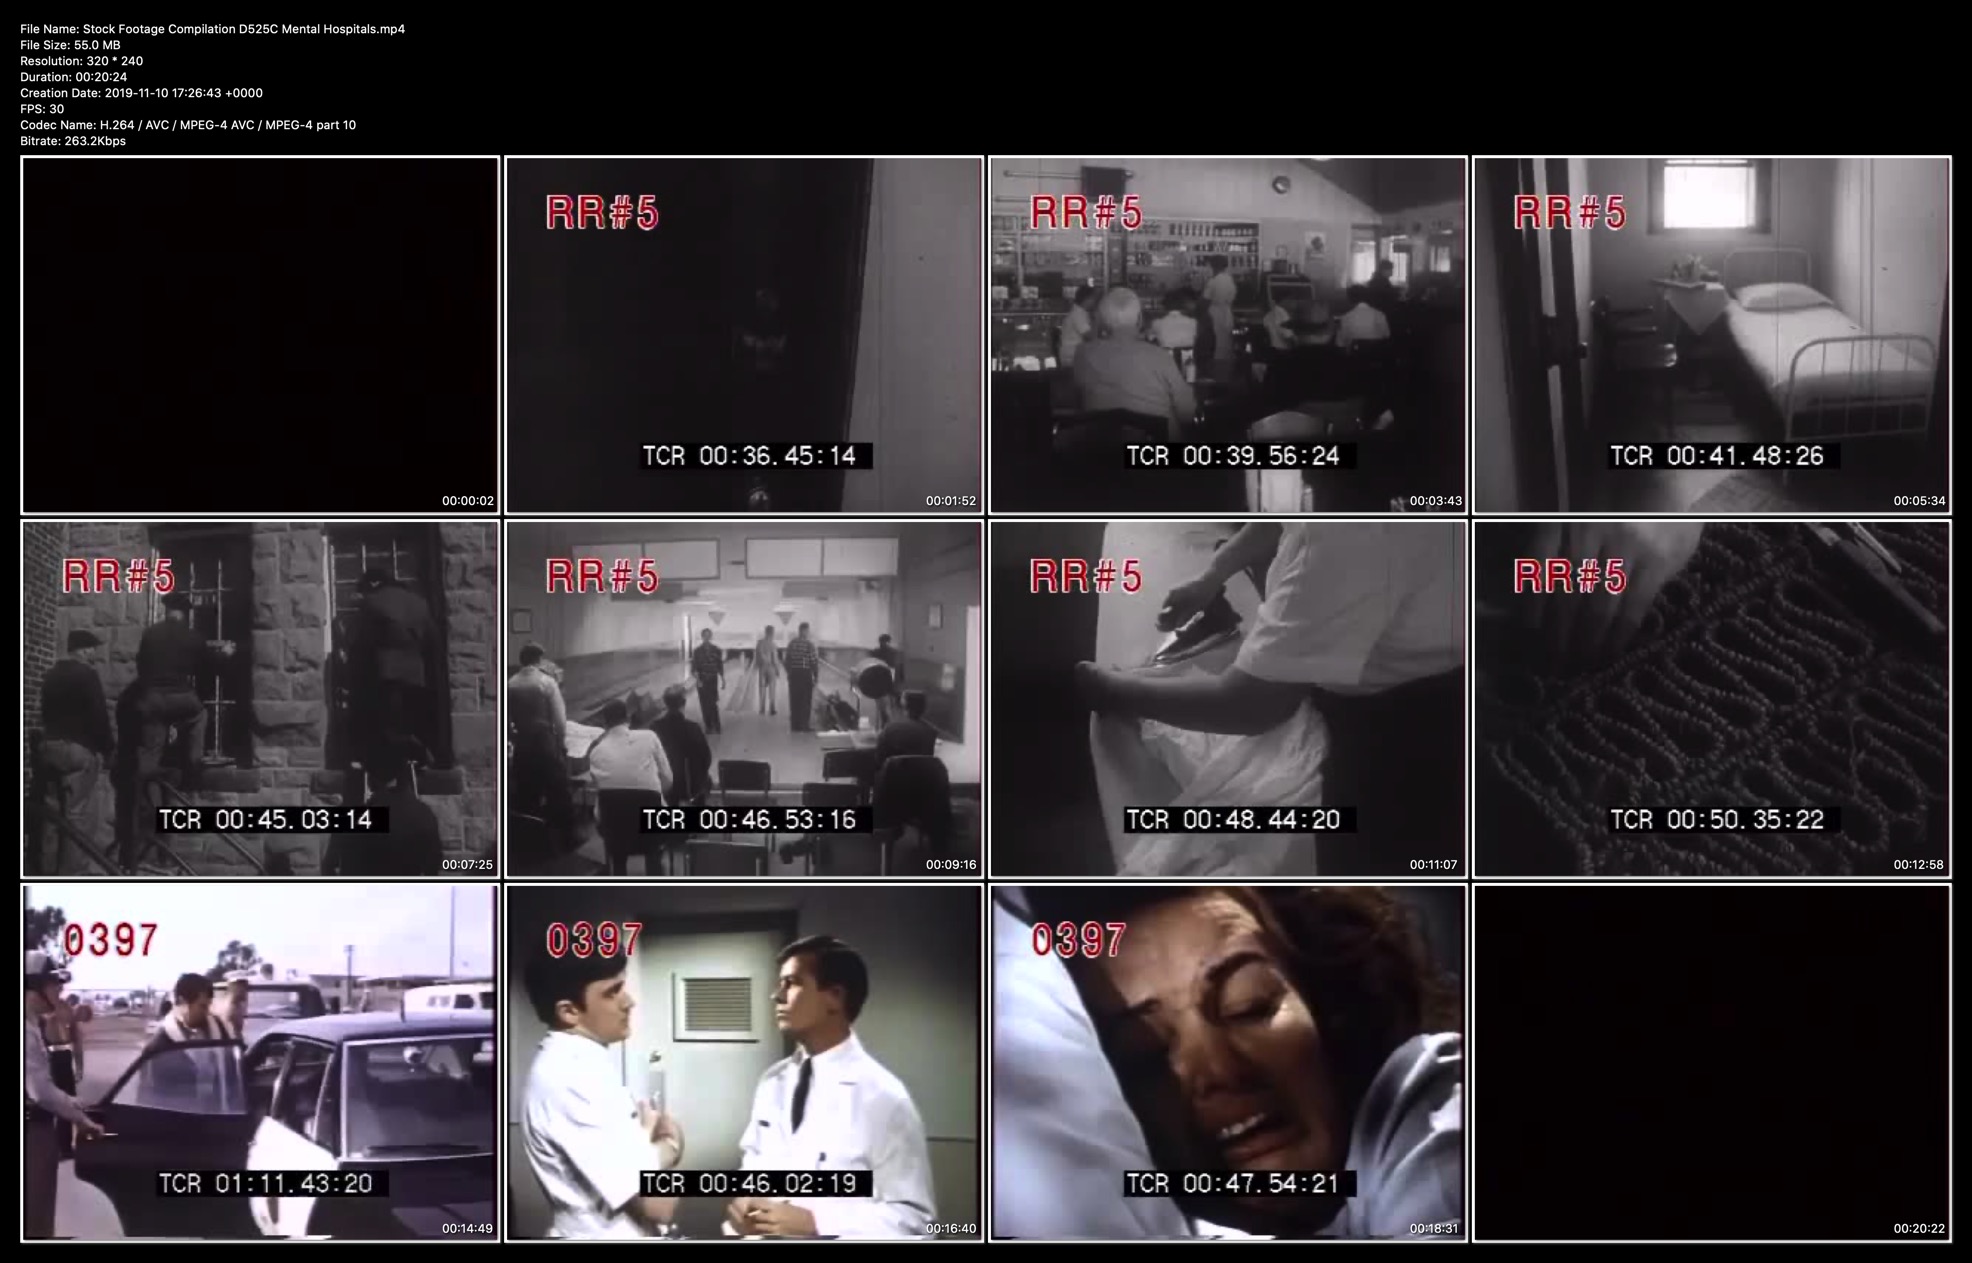 File Name: Stock Footage Compilation D525C Mental Hospitals.mp4
File Size: 55.0 MB
Resolution: 320 * 240
Duration: 00:20:24
Creation Date: 2019-11-10 17:26:43 +0000
FPS: 30
Codec Name: H.264 / AVC / MPEG-4 AVC / MPEG-4 part 10
Bitrate: 263.2Kbps
00:00:02
RR#5
TCR 00:36.45:14
00:01:52
RR#5
TCR 00:39.56:24
00:03:43
RR#5
TCR 00:41.48:26
00:05:34
RR#5
TCR 00:45.03:14
00:07:25
RR#5
TCR 00:46.53:16
00:09:16
RR#5
TCR 00:48.44:20
00:11:07
RR#5
TCR 00:50.35:22
00:12:58
0397
TCR 01:11.43:20
00:14:49
0397
TCR 00:46.02:19
00:16:40
0397
TCR 00:47.54:21
00:18:31
00:20:22